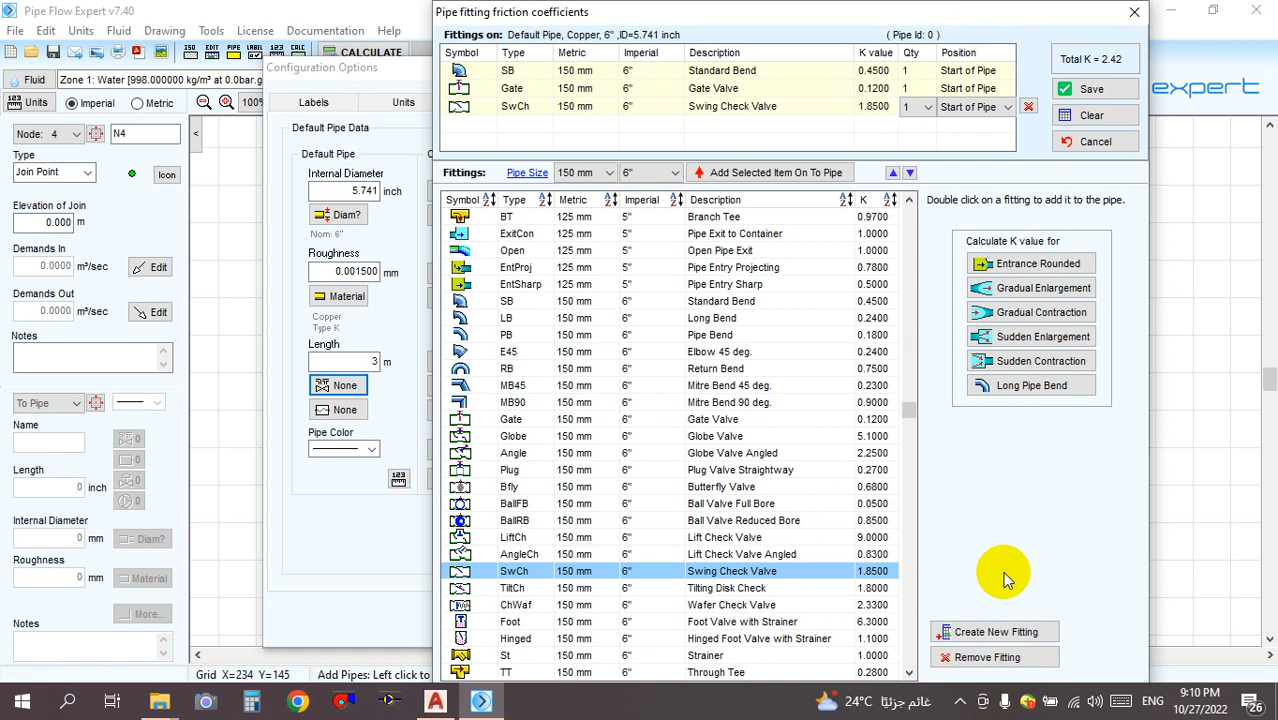 Pipe Flow Expert v7.40
File Edit Units Fluid Drawing Tools License Documentation Help
ISO EDIT PIPE LABEL 123 CALC CALCULATE
Fluid Zone 1: Water [998.000000 kg/m³ at 0.0barg
Units Imperial Metric 100%
expert
Node: 4 N4
Type
Join Point Icon
Elevation of Join
0.000 m
Demands In
0.0000 m³/sec Edit
Demands Out
0.0000 m³/sec Edit
Notes
To Pipe
Name
0
0
Length
0 inch
0
0
Internal Diameter
0 mm Diam?
Roughness
0 mm Material
More...
Notes
Configuration Options
Labels Units
Default Pipe Data
Default Pipe
Internal Diameter
5.741 inch
Diam?
Nom: 6"
Roughness
0.001500 mm
Material
Copper
Type K
Length
3 m
None
None
Pipe Color
123
Pipe fitting friction coefficients
Fittings on: Default Pipe, Copper, 6" ,ID=5.741 inch ( Pipe Id: 0 )
Symbol Type Metric Imperial Description K value Qty Position
SB 150 mm 6" Standard Bend 0.4500 1 Start of Pipe
Gate 150 mm 6" Gate Valve 0.1200 1 Start of Pipe
SwCh 150 mm 6" Swing Check Valve 1.8500 1 Start of Pipe
Total K = 2.42
Save
Clear
Cancel
Fittings: Pipe Size 150 mm 6" Add Selected Item On To Pipe
Symbol Type Metric Imperial Description K
BT 125 mm 5" Branch Tee 0.9700
ExitCon 125 mm 5" Pipe Exit to Container 1.0000
Open 125 mm 5" Open Pipe Exit 1.0000
EntProj 125 mm 5" Pipe Entry Projecting 0.7800
EntSharp 125 mm 5" Pipe Entry Sharp 0.5000
SB 150 mm 6" Standard Bend 0.4500
LB 150 mm 6" Long Bend 0.2400
PB 150 mm 6" Pipe Bend 0.1800
E45 150 mm 6" Elbow 45 deg. 0.2400
RB 150 mm 6" Return Bend 0.7500
MB45 150 mm 6" Mitre Bend 45 deg. 0.2300
MB90 150 mm 6" Mitre Bend 90 deg. 0.9000
Gate 150 mm 6" Gate Valve 0.1200
Globe 150 mm 6" Globe Valve 5.1000
Angle 150 mm 6" Globe Valve Angled 2.2500
Plug 150 mm 6" Plug Valve Straightway 0.2700
Bfly 150 mm 6" Butterfly Valve 0.6800
BallFB 150 mm 6" Ball Valve Full Bore 0.0500
BallRB 150 mm 6" Ball Valve Reduced Bore 0.8500
LiftCh 150 mm 6" Lift Check Valve 9.0000
AngleCh 150 mm 6" Lift Check Valve Angled 0.8300
SwCh 150 mm 6" Swing Check Valve 1.8500
TiltCh 150 mm 6" Tilting Disk Check 1.8000
ChWaf 150 mm 6" Wafer Check Valve 2.3300
Foot 150 mm 6" Foot Valve with Strainer 6.3000
Hinged 150 mm 6" Hinged Foot Valve with Strainer 1.1000
St 150 mm 6" Strainer 1.0000
TT 150 mm 6" Through Tee 0.2800
Double click on a fitting to add it to the pipe.
Calculate K value for
Entrance Rounded
Gradual Enlargement
Gradual Contraction
Sudden Enlargement
Sudden Contraction
Long Pipe Bend
Create New Fitting
Remove Fitting
Grid X=234 Y=145 Add Pipes: Left click to
24°C غائم جزئيًا ENG 9:10 PM
10/27/2022 26